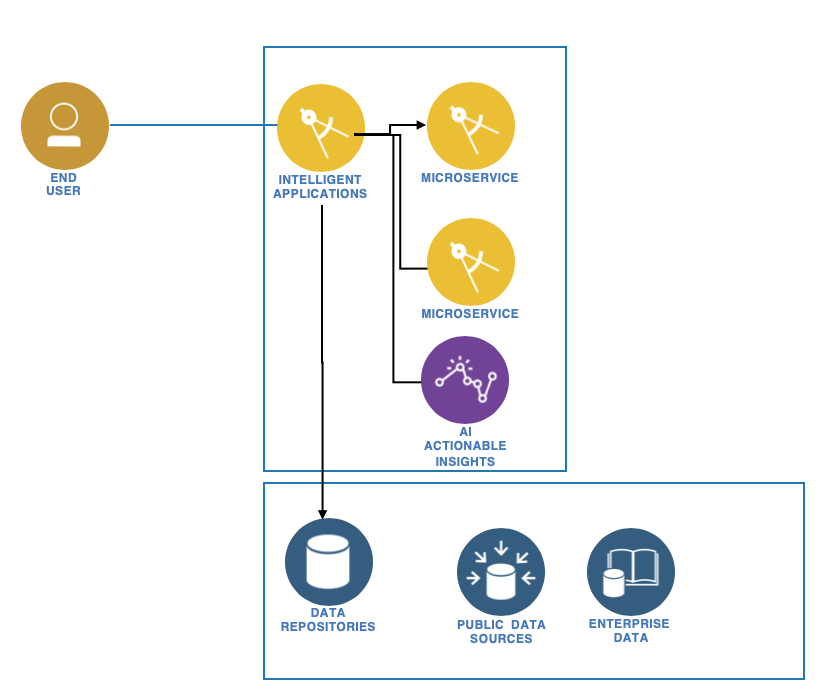 END
USER
INTELLIGENT
APPLICATIONS
MICROSERVICE
MICROSERVICE
AI
ACTIONABLE
INSIGHTS
DATA
REPOSITORIES
PUBLIC DATA
SOURCES
ENTERPRISE
DATA